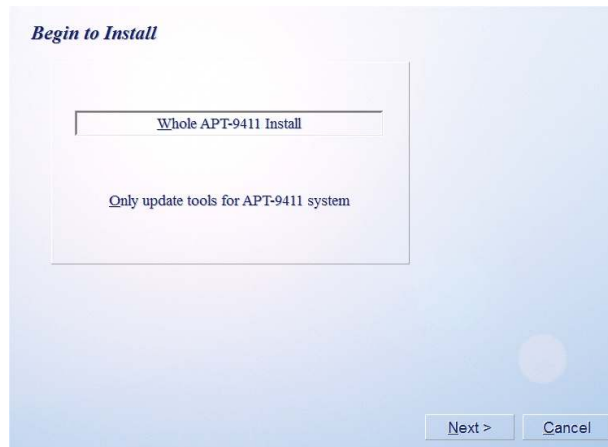 Begin to Install
Whole APT-9411 Install
Only update tools for APT-9411 system
Next >
Cancel